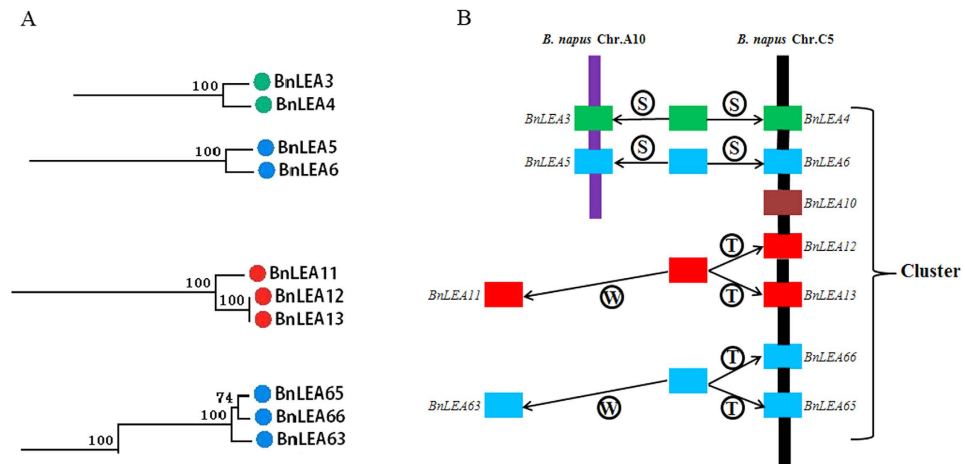 A
100
BnLEA3
BnLEA4
100
BnLEA5
BnLEA6
100
BnLEA11
100
BnLEA12
BnLEA13
100
74
BnLEA65
BnLEA66
BnLEA63
B
B. napus Chr.A10
B. napus Chr.C5
BnLEA3
S
S
BnLEA4
BnLEA5
S
S
BnLEA6
BnLEA10
T
BnLEA12
BnLEA11
W
T
BnLEA13
Cluster
T
BnLEA66
BnLEA63
W
T
BnLEA65
100